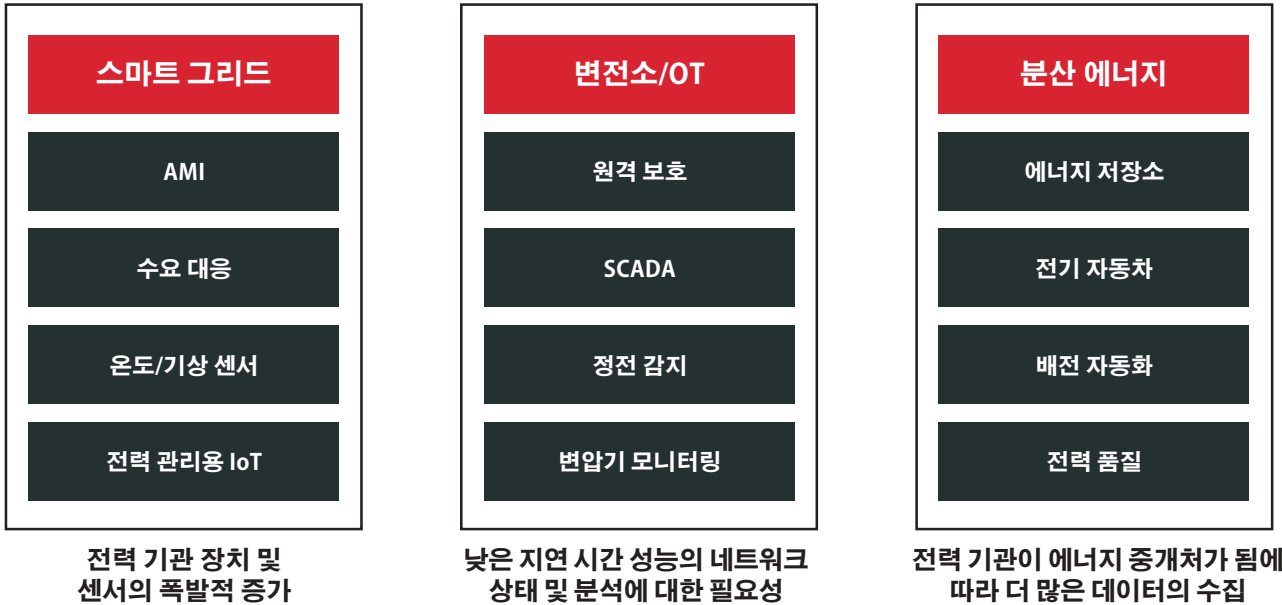 스마트 그리드
AMI
수요 대응
온도/기상 센서
전력 관리용 IoT
전력 기관 장치 및
센서의 폭발적 증가
변전소/OT
원격 보호
SCADA
정전 감지
변압기 모니터링
낮은 지연 시간 성능의 네트워크
상태 및 분석에 대한 필요성
분산 에너지
에너지 저장소
전기 자동차
배전 자동화
전력 품질
전력 기관이 에너지 중개처가 됨에
따라 더 많은 데이터의 수집